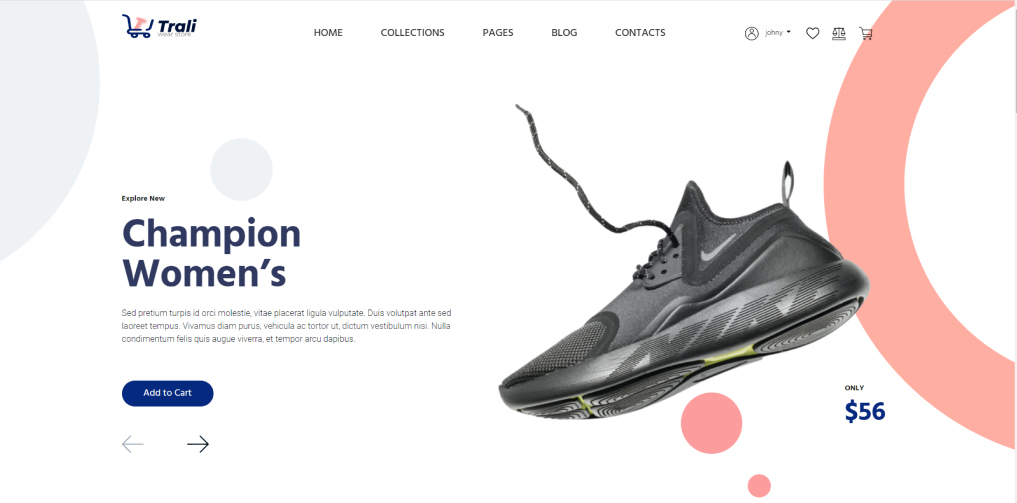 Trali
wear store
HOME
COLLECTIONS
PAGES
BLOG
CONTACTS
johny
Explore New
Champion
Women's
Sed pretium turpis id orci molestie, vitae placerat ligula vulputate. Duis volutpat ante sed
laoreet tempus. Vivamus diam purus, vehicula ac tortor ut, dictum vestibulum nisi. Nulla
condimentum felis quis augue viverra, et tempor arcu dapibus.
Add to Cart
ONLY
$56